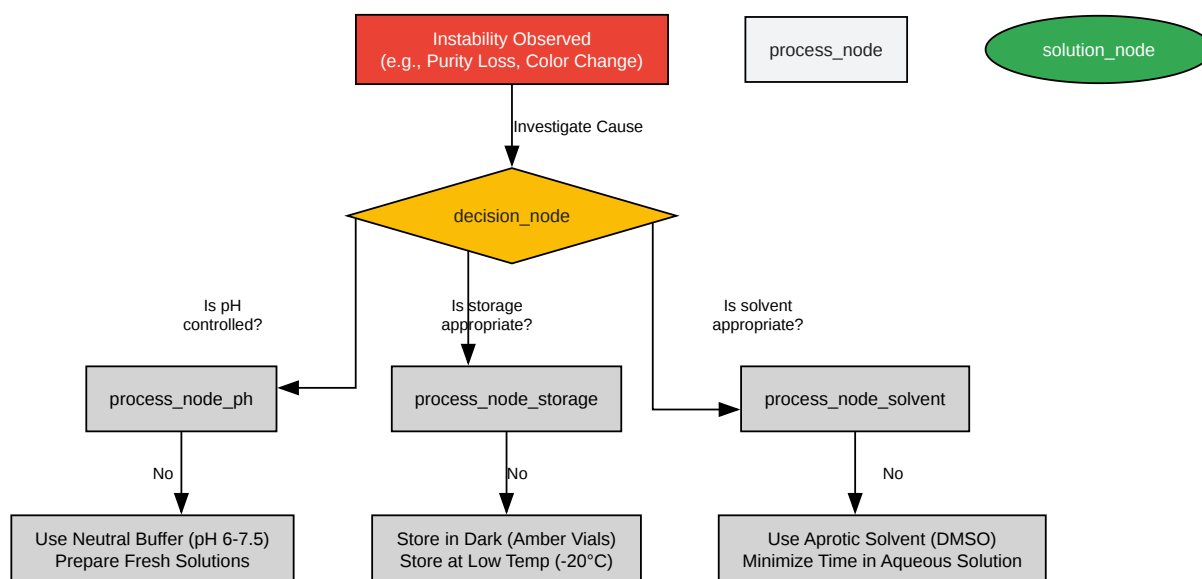 Instability Observed
(e.g., Purity Loss, Color Change)
process_node
solution_node
Investigate Cause
decision_node
Is pH
controlled?
Is storage
appropriate?
Is solvent
appropriate?
process_node_ph
process_node_storage
process_node_solvent
No
No
No
Use Neutral Buffer (pH 6-7.5)
Prepare Fresh Solutions
Store in Dark (Amber Vials)
Store at Low Temp (-20°C)
Use Aprotic Solvent (DMSO)
Minimize Time in Aqueous Solution